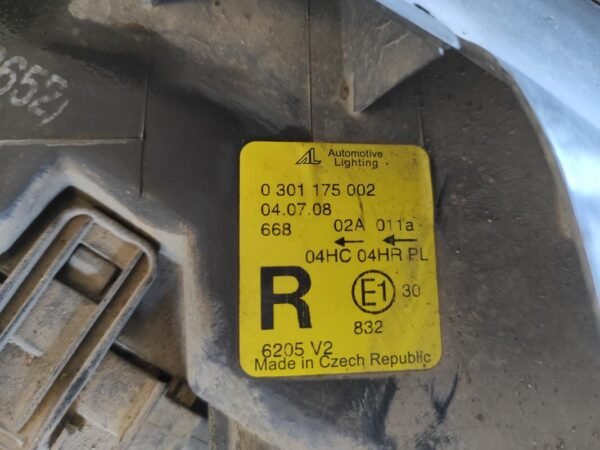 652)
Automotive
Lighting
0 301 175 002
04.07.08
668 02A 011a
04HC 04HR PL
R E1 30
832
6205 V2
Made in Czech Republic